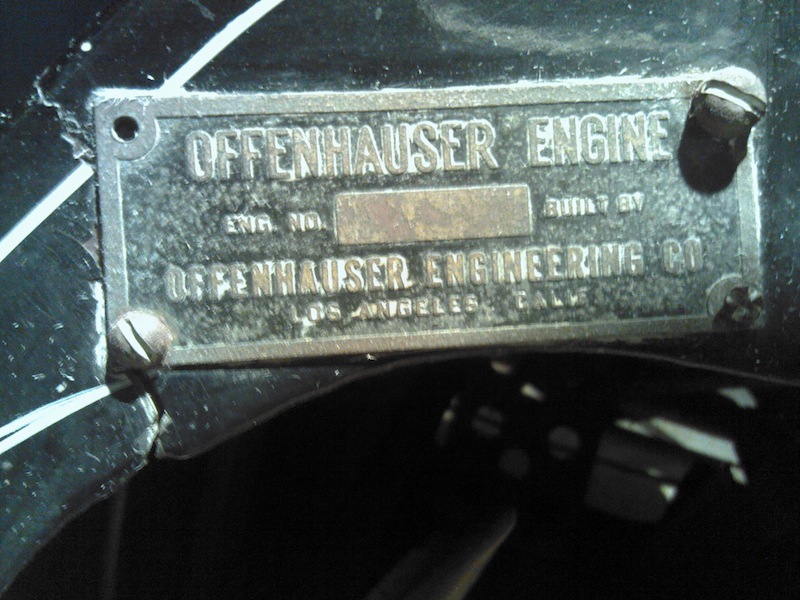 OFFENHAUSER ENGINE
ENG. NO. BUILT BY
OFFENHAUSER ENGINEERING CO
LOS ANGELES, CALIF.